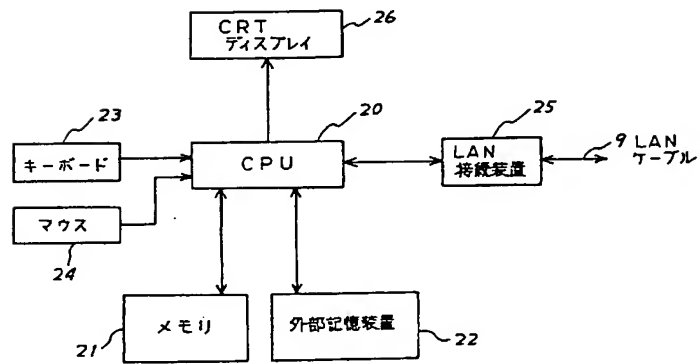 CRT
ディスプレイ
26
23
キーボード
20
CPU
25
LAN
接続装置
9 LAN
ケーブル
マウス
24
メモリ
21
外部記憶装置
22